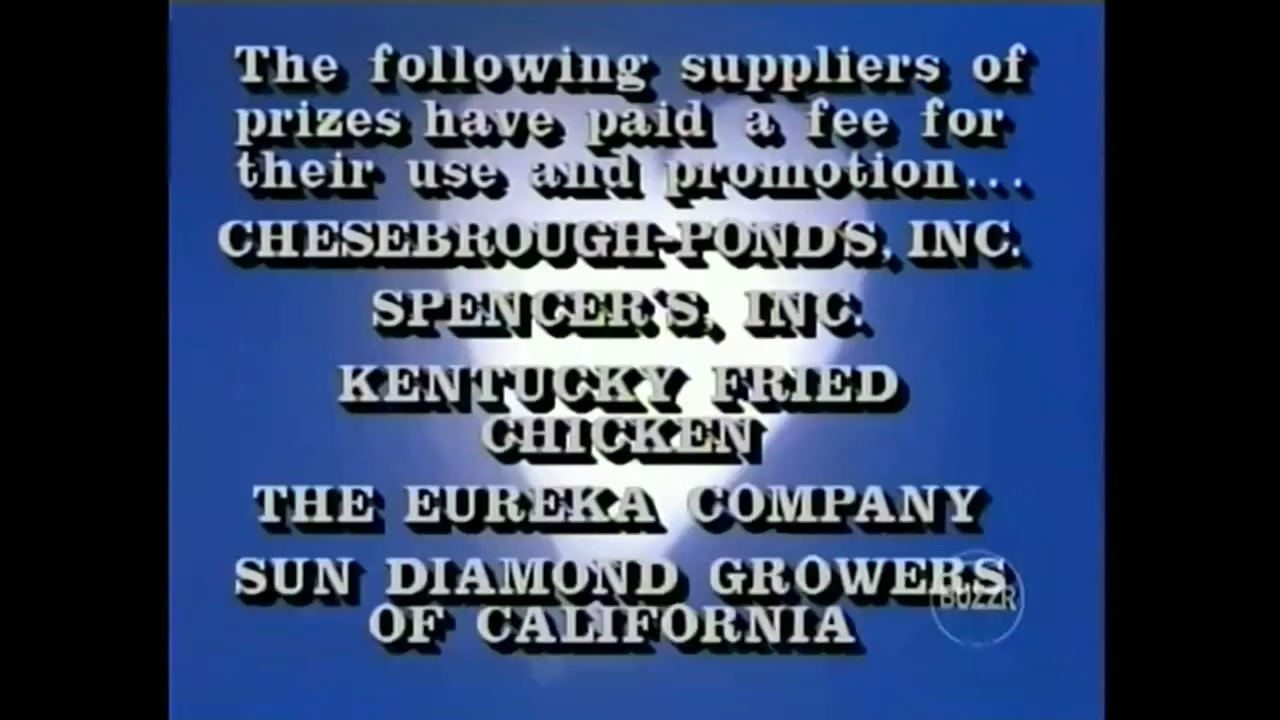 The following suppliers of
prizes have paid a fee for
their use and promotion...
CHESEBROUGH-POND'S, INC.
SPENCER'S, INC.
KENTUCKY FRIED
CHICKEN
THE EUREKA COMPANY
SUN DIAMOND GROWERS
OF CALIFORNIA
BUZZR